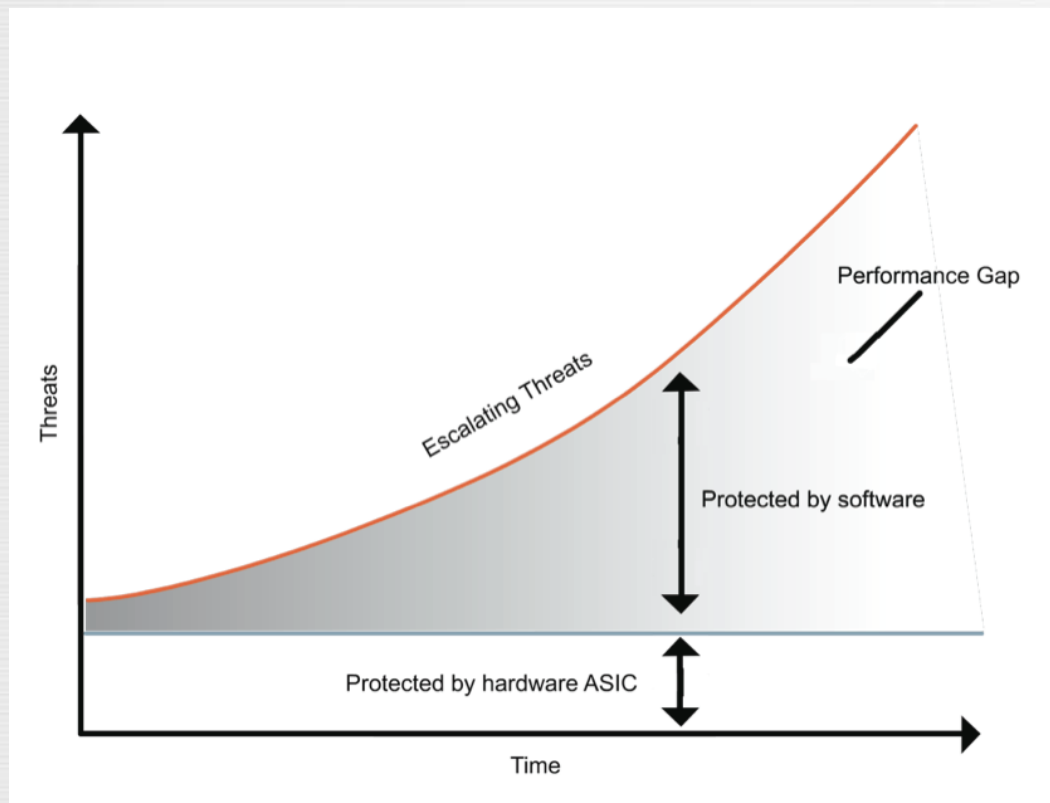 Performance Gap
Escalating Threats
Threats
Protected by software
Protected by hardware ASIC
Time